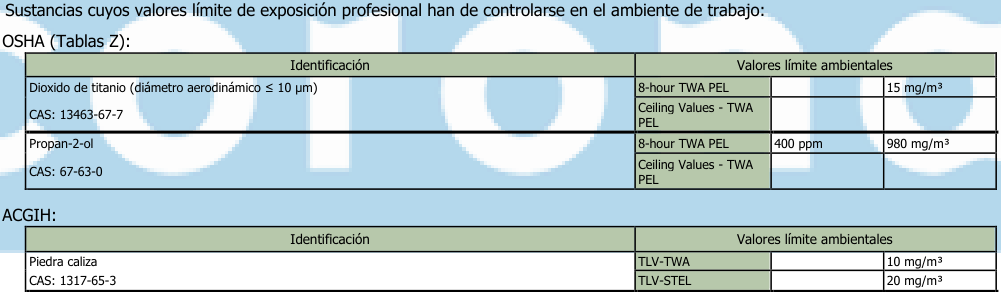 Sustancias cuyos valores límite de exposición profesional han de controlarse en el ambiente de trabajo:
OSHA (Tablas Z):
Identificación Valores límite ambientales
Dioxido de titanio (diámetro aerodinámico ≤ 10 µm) 8-hour TWA PEL 15 mg/m³
CAS: 13463-67-7 Ceiling Values - TWA
PEL
Propan-2-ol 8-hour TWA PEL 400 ppm 980 mg/m³
CAS: 67-63-0 Ceiling Values - TWA
PEL
ACGIH:
Identificación Valores límite ambientales
Piedra caliza TLV-TWA 10 mg/m³
CAS: 1317-65-3 TLV-STEL 20 mg/m³